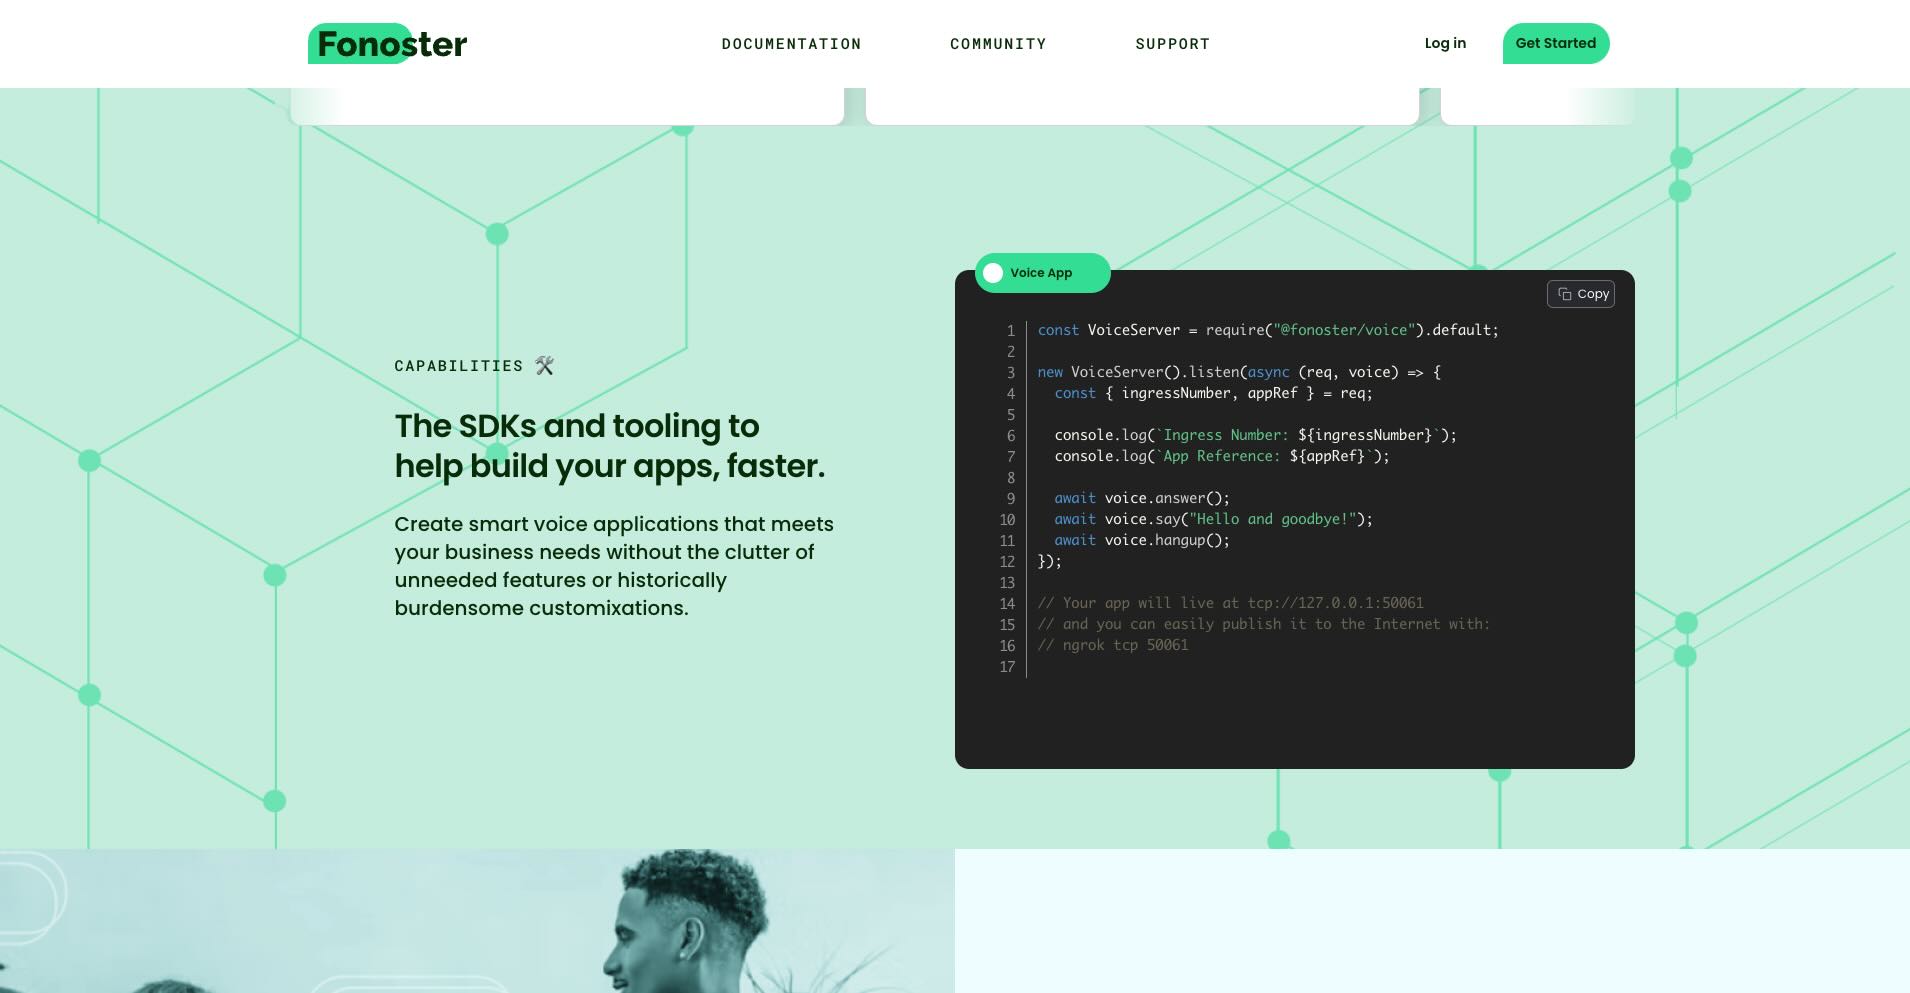 Fonoster
DOCUMENTATION
COMMUNITY
SUPPORT
Log in
Get Started
CAPABILITIES 🛠️
The SDKs and tooling to
help build your apps, faster.
Create smart voice applications that meets
your business needs without the clutter of
unneeded features or historically
burdensome customixations.
Voice App
Copy
1 const VoiceServer = require("@fonoster/voice").default;
2
3 new VoiceServer().listen(async (req, voice) => {
4   const { ingressNumber, appRef } = req;
5
6   console.log(`Ingress Number: ${ingressNumber}`);
7   console.log(`App Reference: ${appRef}`);
8
9   await voice.answer();
10   await voice.say("Hello and goodbye!");
11   await voice.hangup();
12 });
13
14 // Your app will live at tcp://127.0.0.1:50061
15 // and you can easily publish it to the Internet with:
16 // ngrok tcp 50061
17